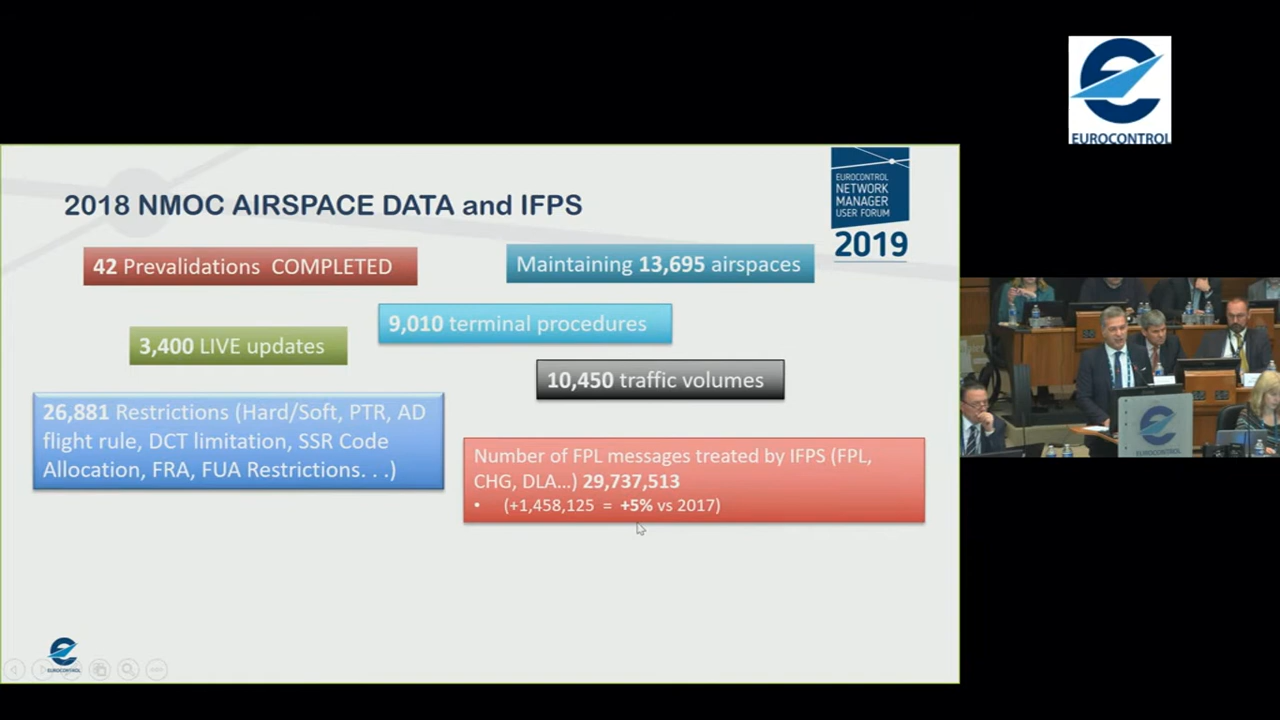 EUROCONTROL
2018 NMOC AIRSPACE DATA and IFPS
EUROCONTROL
NETWORK
MANAGER
USER FORUM
2019
42 Prevalidations COMPLETED
Maintaining 13,695 airspaces
9,010 terminal procedures
3,400 LIVE updates
10,450 traffic volumes
26,881 Restrictions (Hard/Soft, PTR, AD
flight rule, DCT limitation, SSR Code
Allocation, FRA, FUA Restrictions. . .)
Number of FPL messages treated by IFPS (FPL,
CHG, DLA...) 29,737,513
• (+1,458,125 = +5% vs 2017)
EUROCONTROL
EUROCONTROL